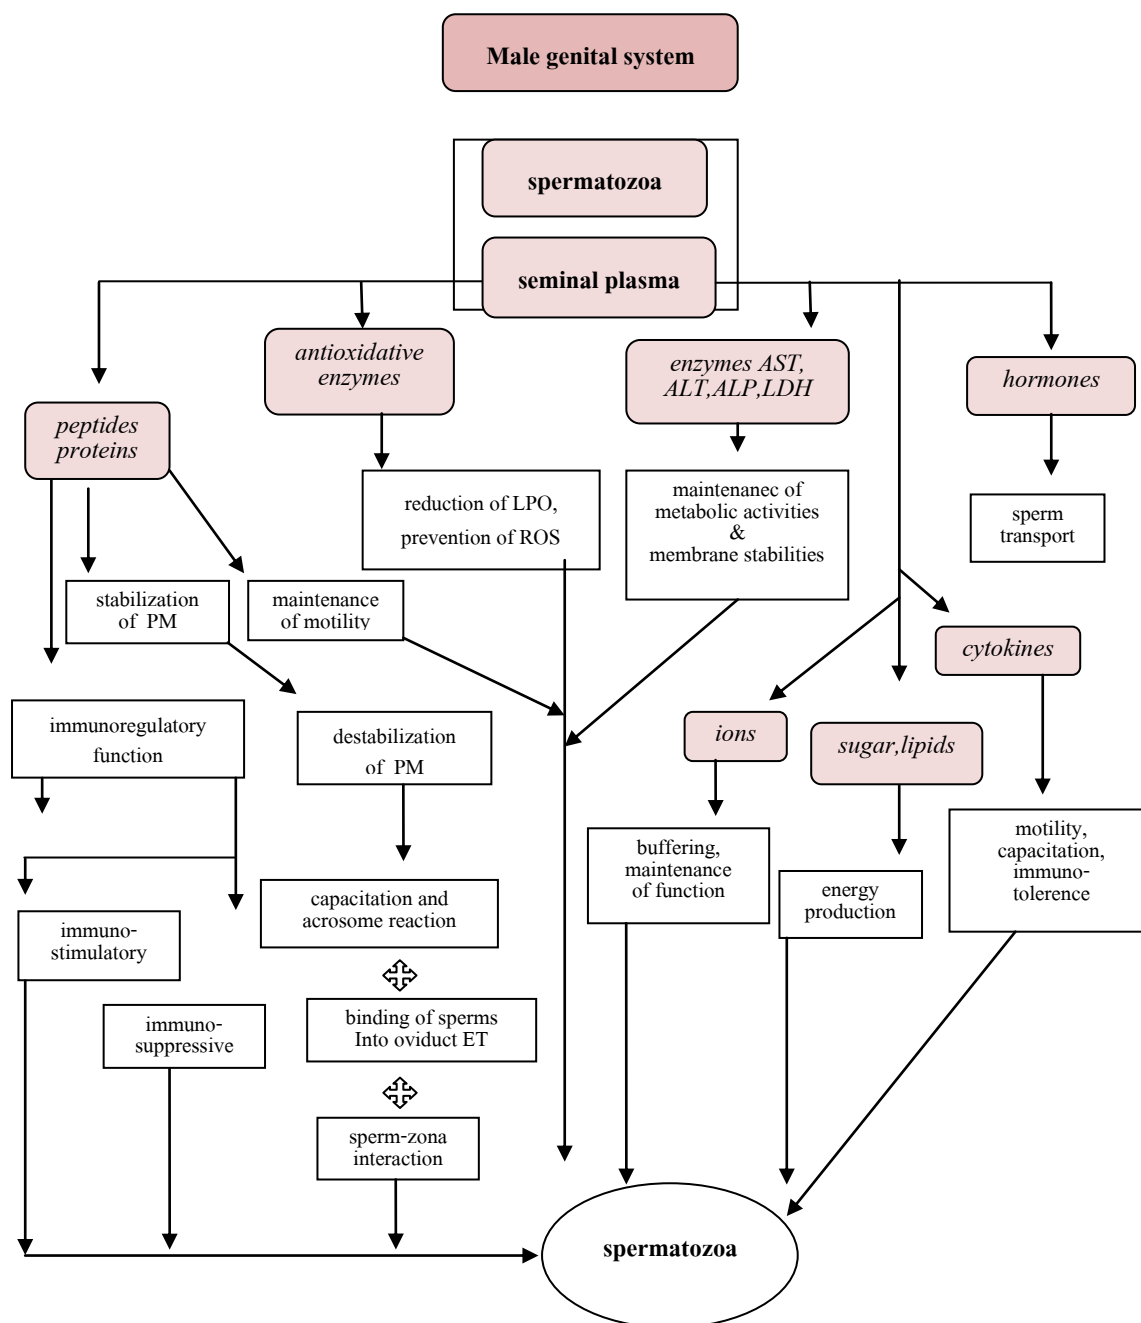 Male genital system
spermatozoa
seminal plasma
antioxidative
enzymes
enzymes AST,
ALT,ALP,LDH
hormones
peptides
proteins
reduction of LPO,
prevention of ROS
maintenanec of
metabolic activities
&
membrane stabilities
sperm
transport
stabilization
of PM
maintenance
of motility
cytokines
immunoregulatory
function
destabilization
of PM
ions
sugar,lipids
buffering,
maintenance
of function
motility,
capacitation,
immuno-
tolerence
capacitation and
acrosome reaction
energy
production
immuno-
stimulatory
binding of sperms
Into oviduct ET
immuno-
suppressive
sperm-zona
interaction
spermatozoa